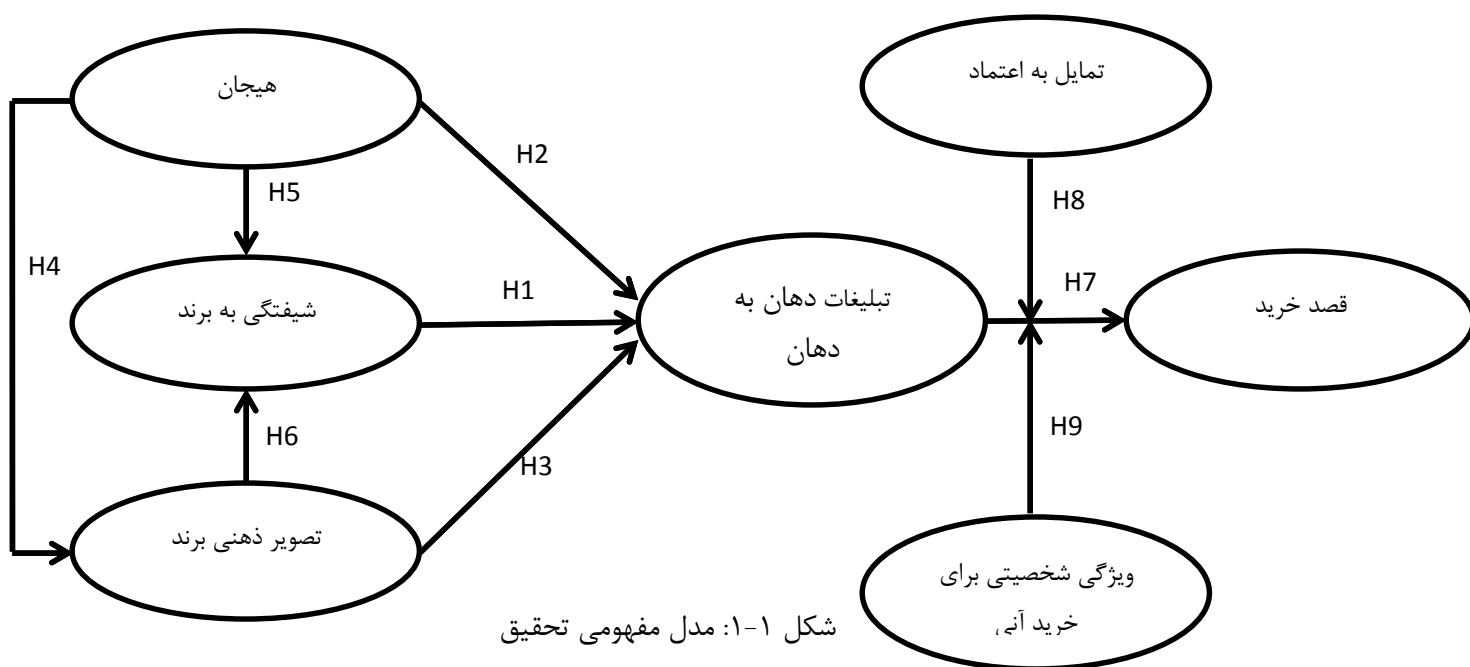 هیجان
تمایل به اعتماد
H2
H5
H8
H4
H1
H7
شیفتگی به برند
تبلیغات دهان به
دهان
قصد خرید
H6
H3
H9
تصویر ذهنی برند
ویژگی شخصیتی برای
خرید آنی
شکل ۱-۱: مدل مفهومی تحقیق